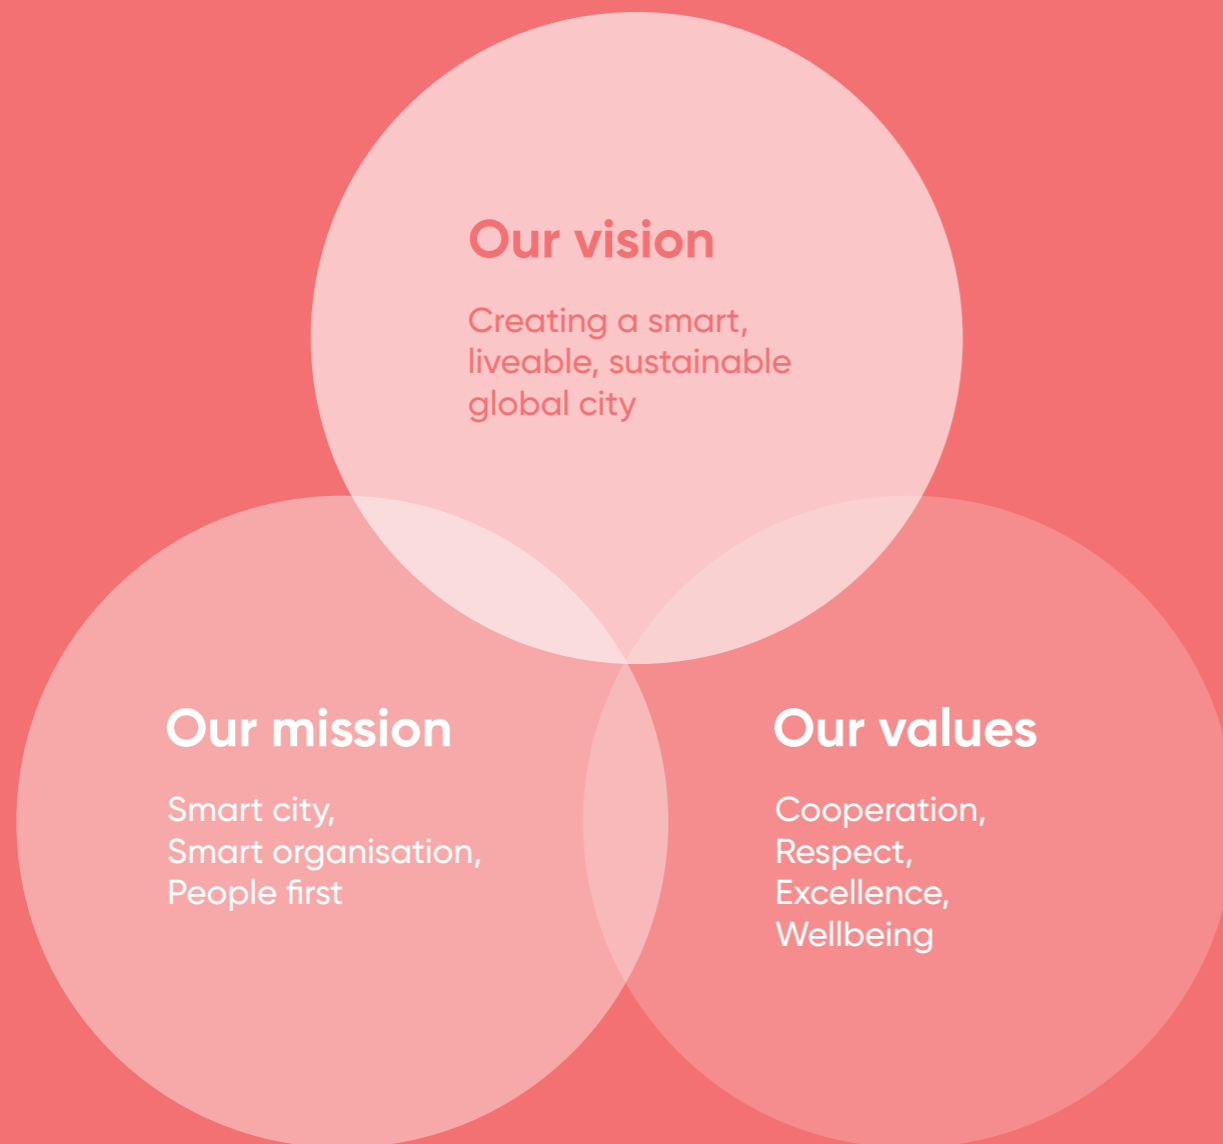 Our vision
Creating a smart,
liveable, sustainable
global city
Our mission
Smart city,
Smart organisation,
People first
Our values
Cooperation,
Respect,
Excellence,
Wellbeing